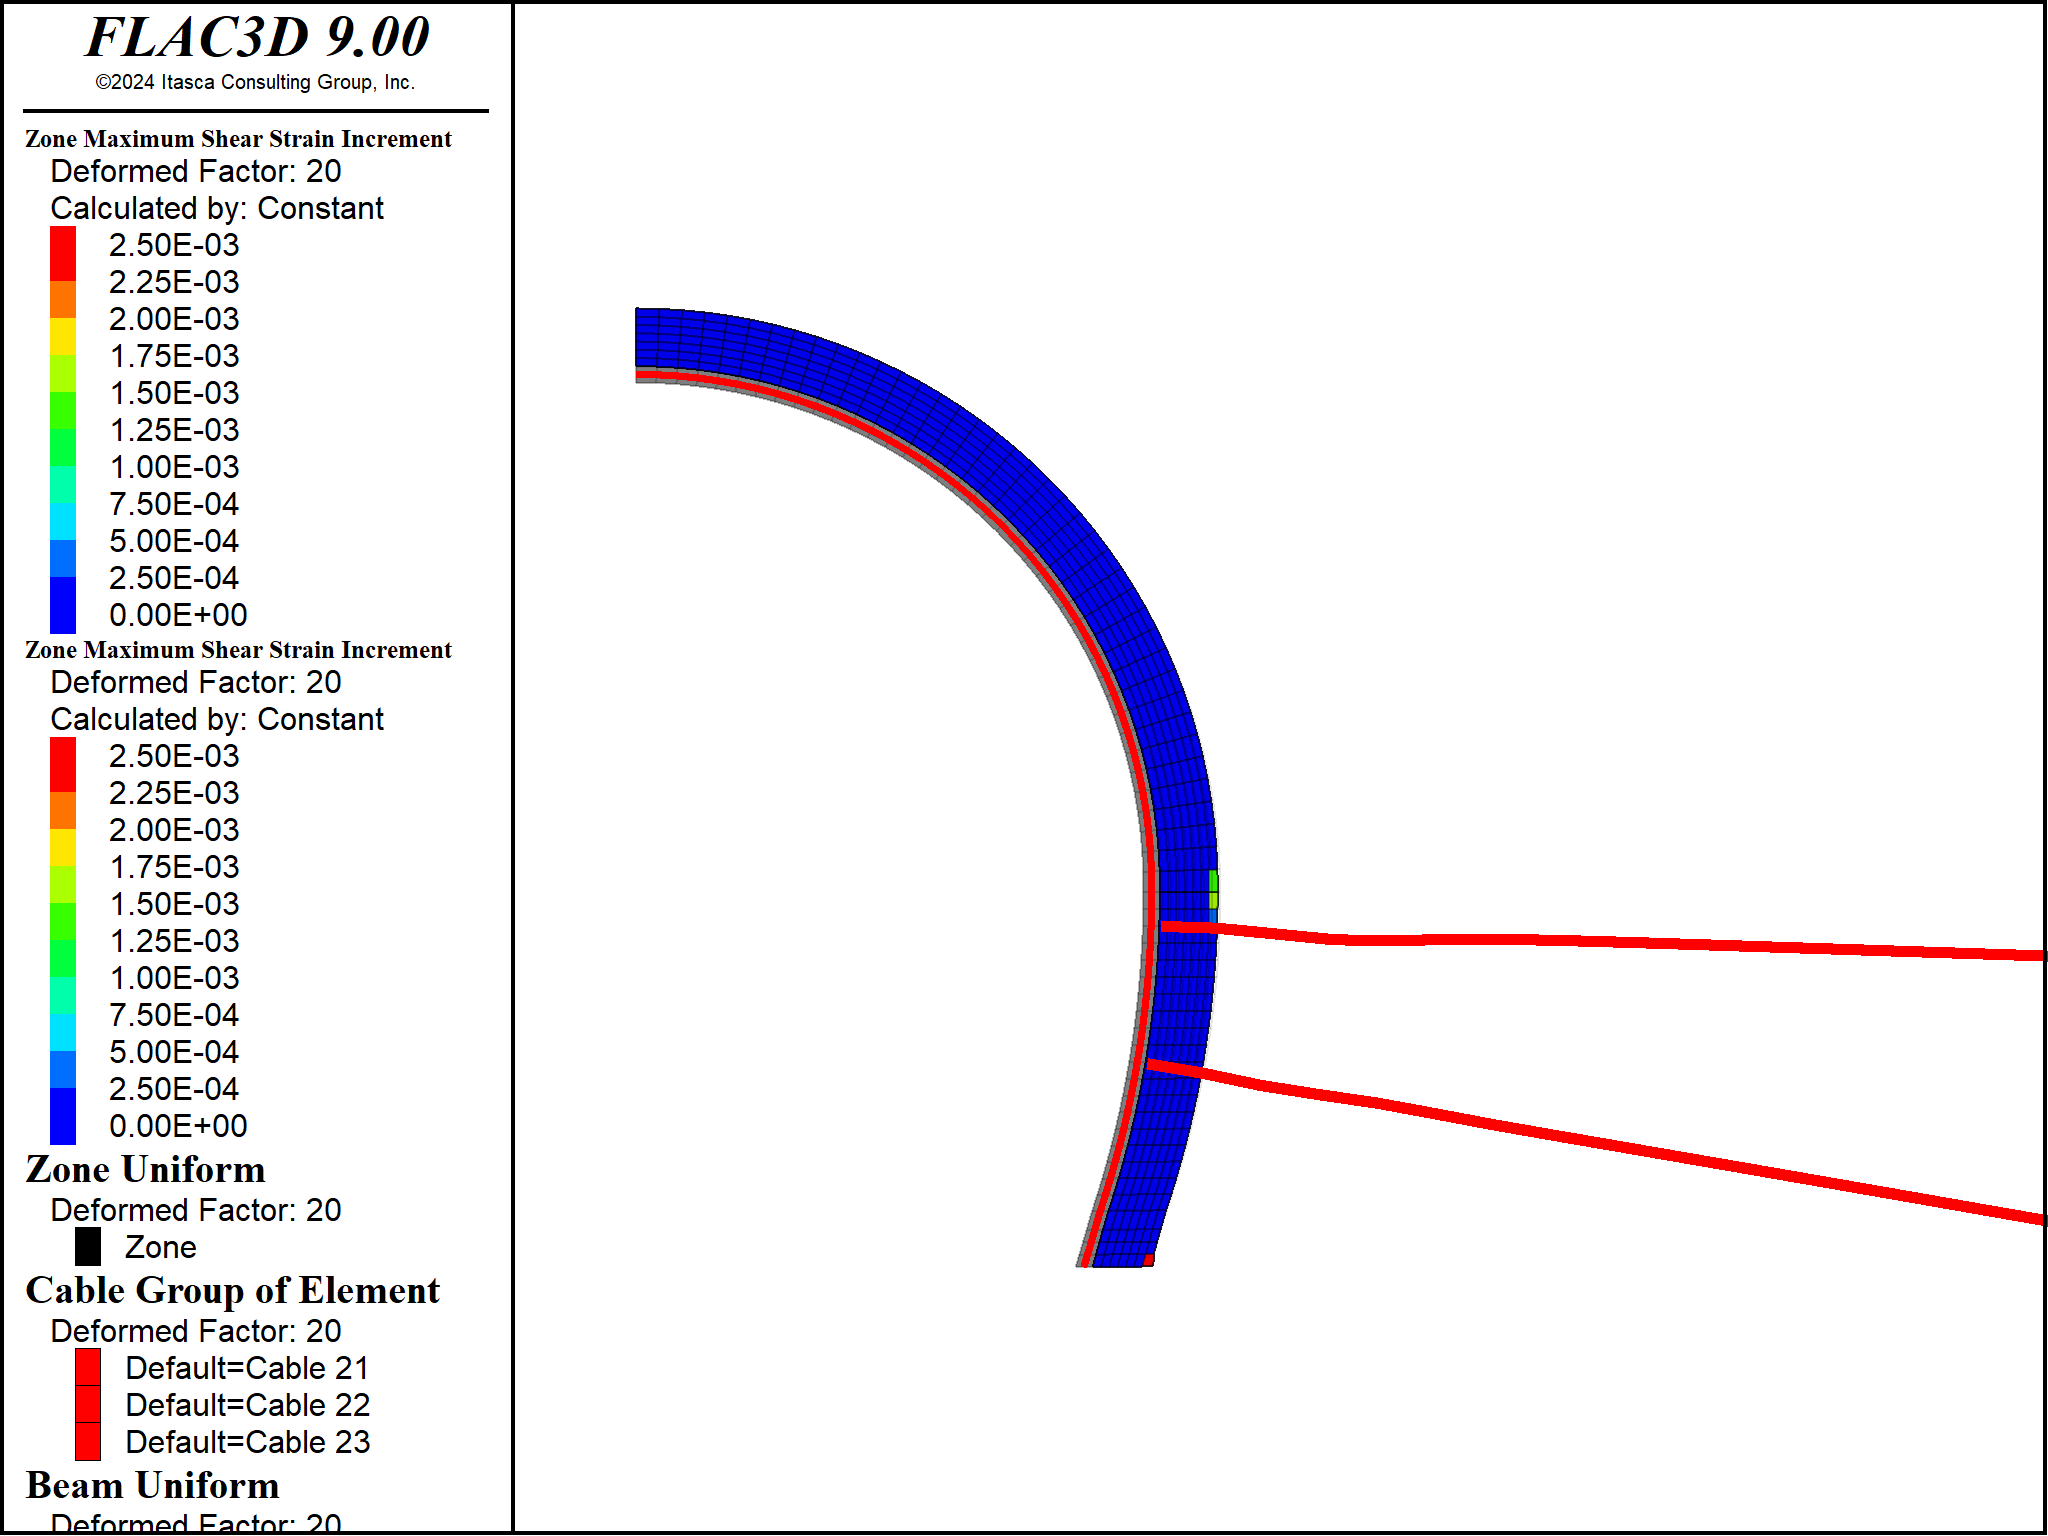 FLAC3D 9.00
©2024 Itasca Consulting Group, Inc.
Zone Maximum Shear Strain Increment
Deformed Factor: 20
Calculated by: Constant
2.50E-03
2.25E-03
2.00E-03
1.75E-03
1.50E-03
1.25E-03
1.00E-03
7.50E-04
5.00E-04
2.50E-04
0.00E+00
Zone Maximum Shear Strain Increment
Deformed Factor: 20
Calculated by: Constant
2.50E-03
2.25E-03
2.00E-03
1.75E-03
1.50E-03
1.25E-03
1.00E-03
7.50E-04
5.00E-04
2.50E-04
0.00E+00
Zone Uniform
Deformed Factor: 20
Zone
Cable Group of Element
Deformed Factor: 20
Default=Cable 21
Default=Cable 22
Default=Cable 23
Beam Uniform
Deformed Factor: 20